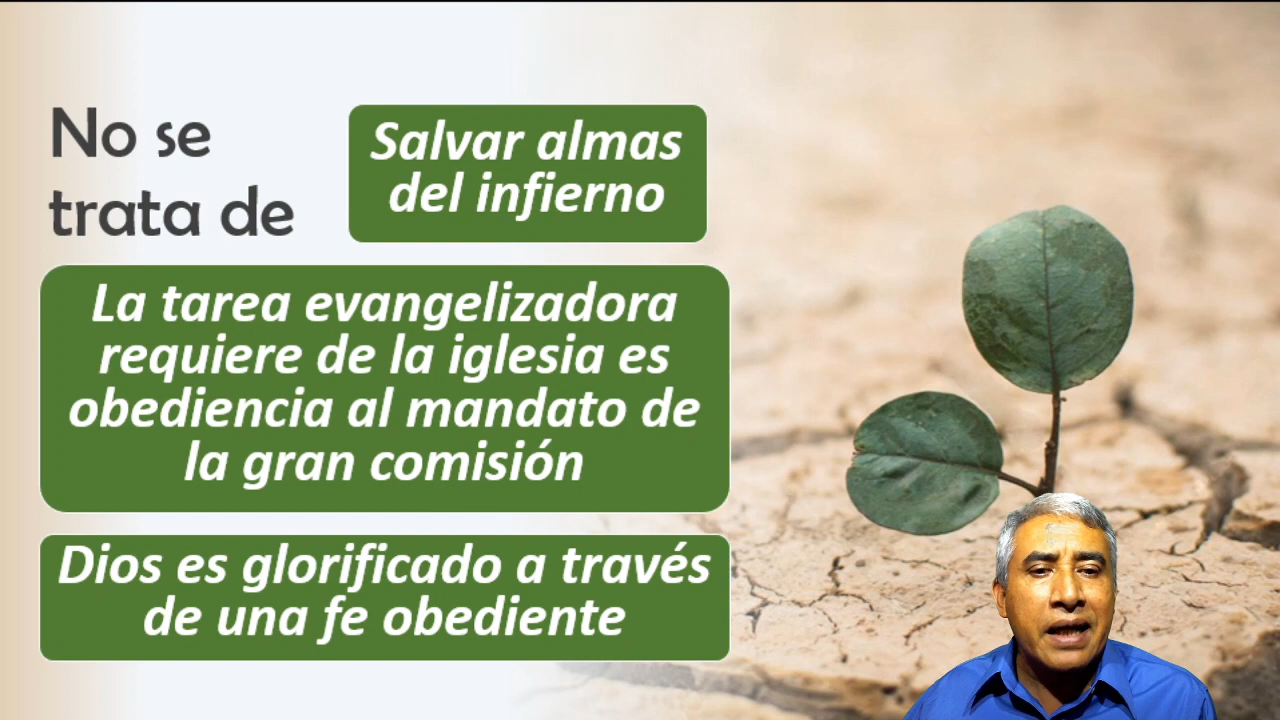 No se
trata de
Salvar almas
del infierno
La tarea evangelizadora
requiere de la iglesia es
obediencia al mandato de
la gran comisión
Dios es glorificado a través
de una fe obediente